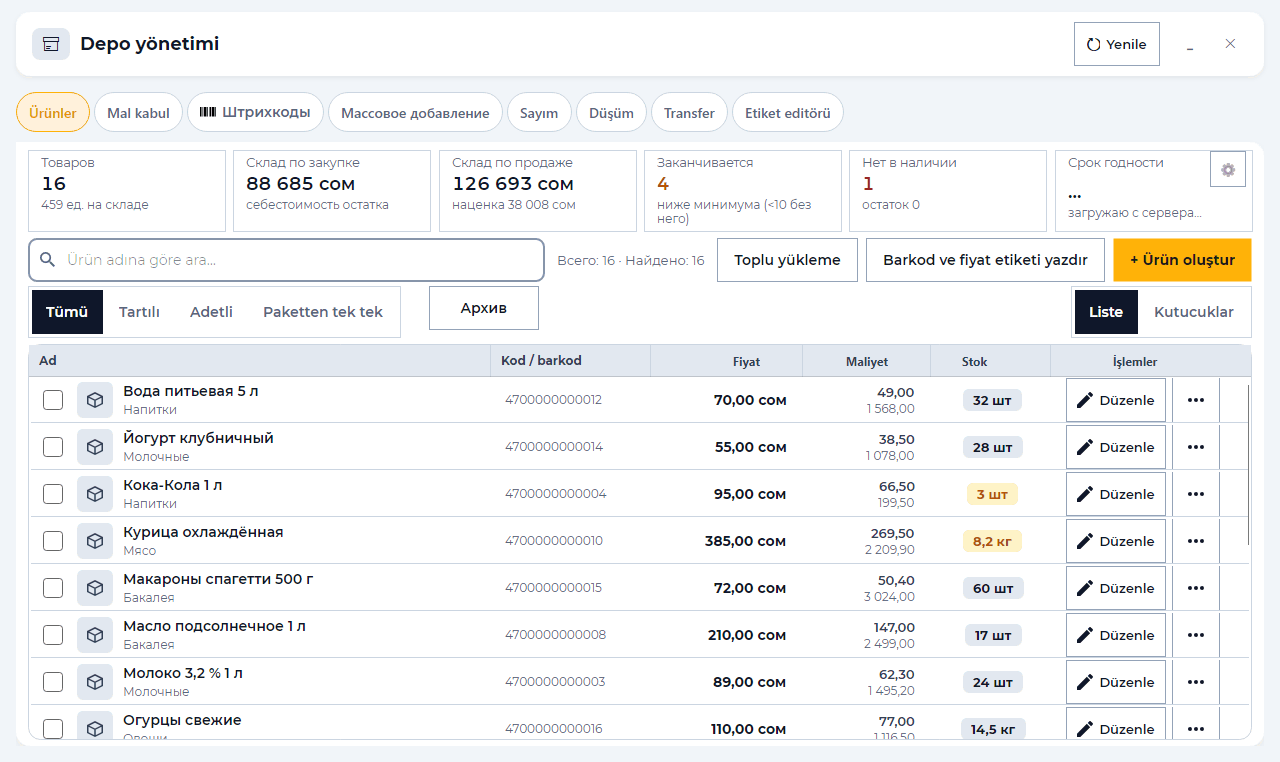 Depo yönetimi
Yenile
Ürünler
Mal kabul
Штрихкоды
Массовое добавление
Sayım
Düşüm
Transfer
Etiket editörü
Товаров
16
459 ед. на складе
Склад по закупке
88 685 сом
себестоимость остатка
Склад по продаже
126 693 сом
наценка 38 008 сом
Заканчивается
4
ниже минимума (<10 без
него)
Нет в наличии
1
остаток 0
Срок годности
...
загружаю с сервера...
Ürün adına göre ara...
Всего: 16 · Найдено: 16
Toplu yükleme
Barkod ve fiyat etiketi yazdır
+ Ürün oluştur
Tümü
Tartılı
Adetli
Paketten tek tek
Архив
Liste
Kutucuklar
Ad
Kod / barkod
Fiyat
Maliyet
Stok
İşlemler
Вода питьевая 5 л
Напитки
4700000000012
70,00 сом
49,00
1 568,00
32 шт
Düzenle
Йогурт клубничный
Молочные
4700000000014
55,00 сом
38,50
1 078,00
28 шт
Düzenle
Кока-Кола 1 л
Напитки
4700000000004
95,00 сом
66,50
199,50
3 шт
Düzenle
Курица охлаждённая
Мясо
4700000000010
385,00 сом
269,50
2 209,90
8,2 кг
Düzenle
Макароны спагетти 500 г
Бакалея
4700000000015
72,00 сом
50,40
3 024,00
60 шт
Düzenle
Масло подсолнечное 1 л
Бакалея
4700000000008
210,00 сом
147,00
2 499,00
17 шт
Düzenle
Молоко 3,2 % 1 л
Молочные
4700000000003
89,00 сом
62,30
1 495,20
24 шт
Düzenle
Огурцы свежие
Овощи
4700000000016
110,00 сом
77,00
1 116,50
14,5 кг
Düzenle